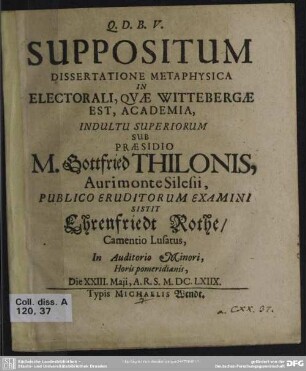 Q. D. B. V.
SUPPOSITUM
DISSERTATIONE METAPHYSICA
IN
ELECTORALI, QVÆ WITTEBERGÆ
EST, ACADEMIA,
INDULTU SUPERIORUM
SUB
PRÆSIDIO
M. Gottfried THILONIS,
Aurimonte Silesii,
PUBLICO ERUDITORUM EXAMINI
SISTIT
Ehrenfriedt Rothe/
Camentio Lusatus,
In Auditorio Minori,
Horis pomeridianis,
Die XXIII. Maji, A. R. S. M. DC. LXIIX.
Typis MICHAELIS Wendt.
Coll. diss. A
120, 37